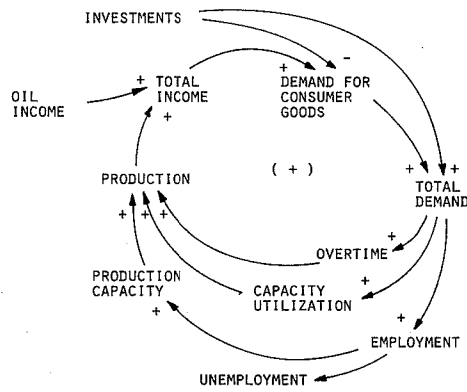 INVESTMENTS
-
+ TOTAL
INCOME
+
+ DEMAND FOR
CONSUMER
GOODS
OIL
INCOME
+
( + )
PRODUCTION
+ +
TOTAL
DEMAND
+ + +
+
OVERTIME
PRODUCTION
CAPACITY
+
+
CAPACITY
UTILIZATION
+
EMPLOYMENT
UNEMPLOYMENT